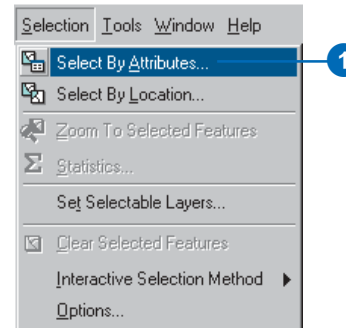 Selection Tools Window Help
Select By Attributes...
1
Select By Location...
Zoom To Selected Features
Σ Statistics...
Set Selectable Layers...
Clear Selected Features
Interactive Selection Method
Options...